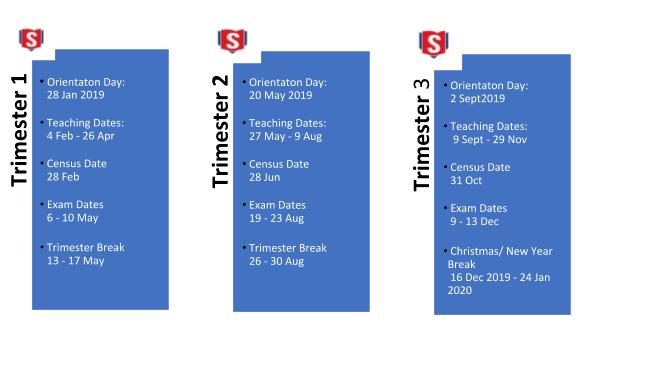 Trimester 1
• Orientaton Day:
28 Jan 2019
• Teaching Dates:
4 Feb - 26 Apr
• Census Date
28 Feb
• Exam Dates
6 - 10 May
• Trimester Break
13 - 17 May
Trimester 2
• Orientaton Day:
20 May 2019
• Teaching Dates:
27 May - 9 Aug
• Census Date
28 Jun
• Exam Dates
19 - 23 Aug
• Trimester Break
26 - 30 Aug
Trimester 3
• Orientaton Day:
2 Sept2019
• Teaching Dates:
9 Sept - 29 Nov
• Census Date
31 Oct
• Exam Dates
9 - 13 Dec
• Christmas/ New Year
Break
16 Dec 2019 - 24 Jan
2020